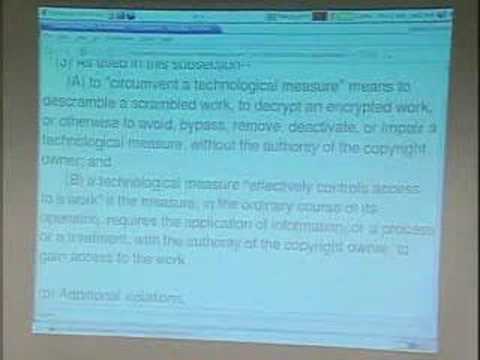 (3) As used in this subsection--
(A) to "circumvent a technological measure" means to
descramble a scrambled work, to decrypt an encrypted work,
or otherwise to avoid, bypass, remove, deactivate, or impair a
technological measure, without the authority of the copyright
owner; and
(B) a technological measure "effectively controls access
to a work" if the measure, in the ordinary course of its
operation, requires the application of information, or a process
or a treatment, with the authority of the copyright owner, to
gain access to the work.
(b) Additional violations.